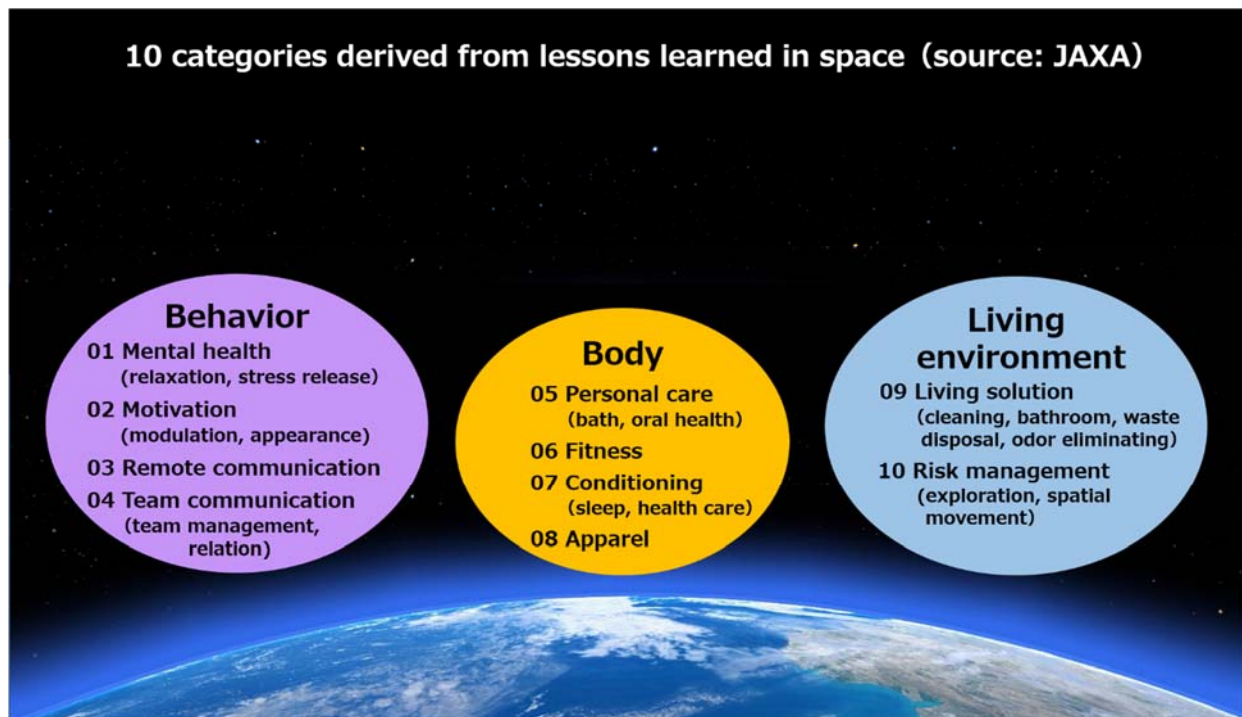 10 categories derived from lessons learned in space（source: JAXA）
Behavior
01 Mental health
(relaxation, stress release)
02 Motivation
(modulation, appearance)
03 Remote communication
04 Team communication
(team management,
relation)
Body
05 Personal care
(bath, oral health)
06 Fitness
07 Conditioning
(sleep, health care)
08 Apparel
Living
environment
09 Living solution
(cleaning, bathroom, waste
disposal, odor eliminating)
10 Risk management
(exploration, spatial
movement)